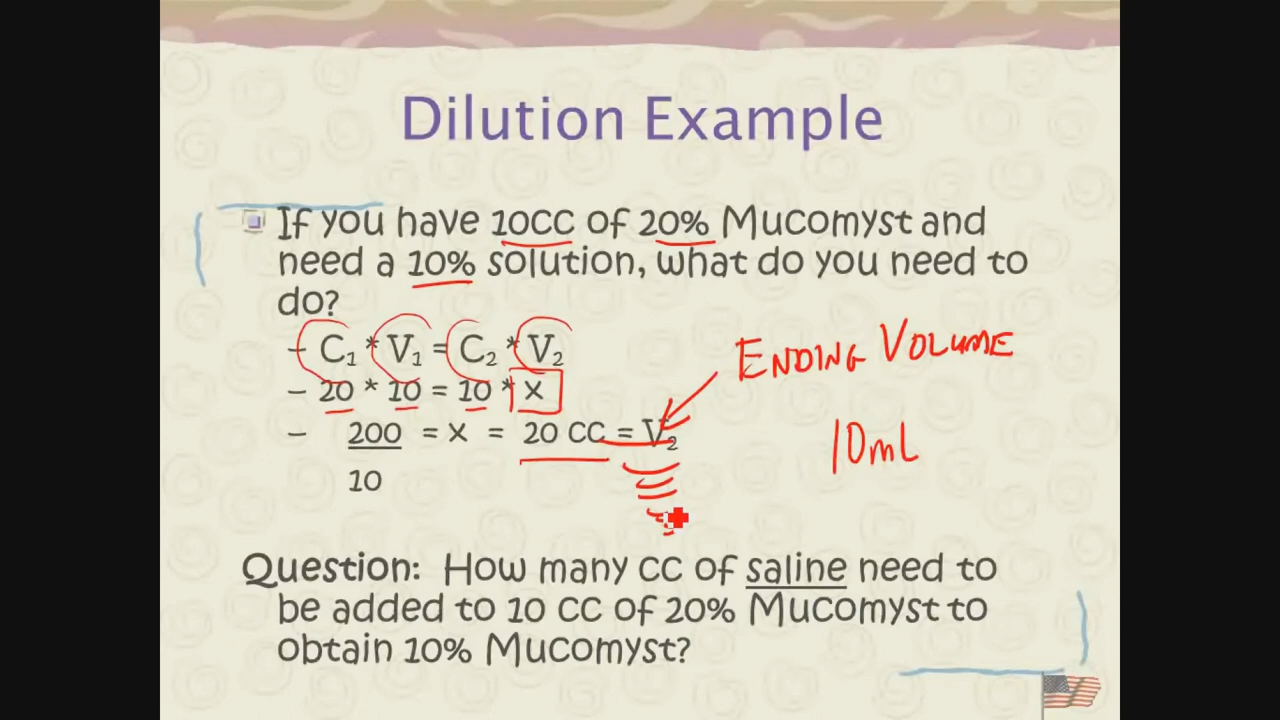 Dilution Example
If you have 10cc of 20% Mucomyst and
need a 10% solution, what do you need to
do?
– C₁ * V₁ = C₂ * V₂
ENDING VOLUME
– 20 * 10 = 10 * X
– 200 = X = 20 CC = V₂
10mL
10
Question: How many cc of saline need to
be added to 10 cc of 20% Mucomyst to
obtain 10% Mucomyst?